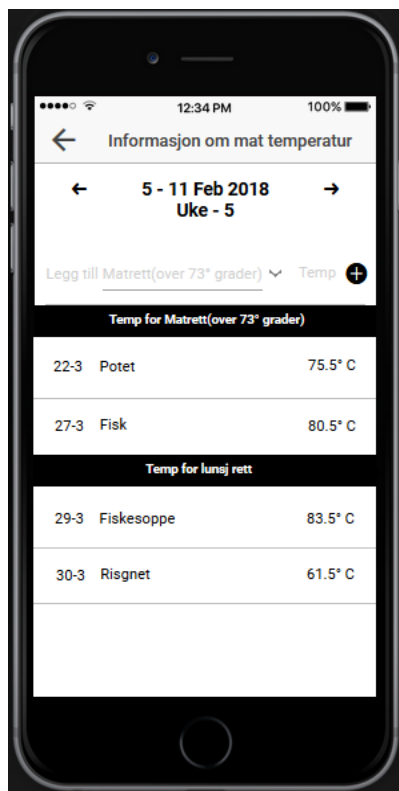 12:34 PM 100%
Informasjon om mat temperatur
5 - 11 Feb 2018
Uke - 5
Legg till Matrett(over 73° grader) Temp
Temp for Matrett(over 73° grader)
22-3 Potet 75.5° C
27-3 Fisk 80.5° C
Temp for lunsj rett
29-3 Fiskesoppe 83.5° C
30-3 Risgnet 61.5° C